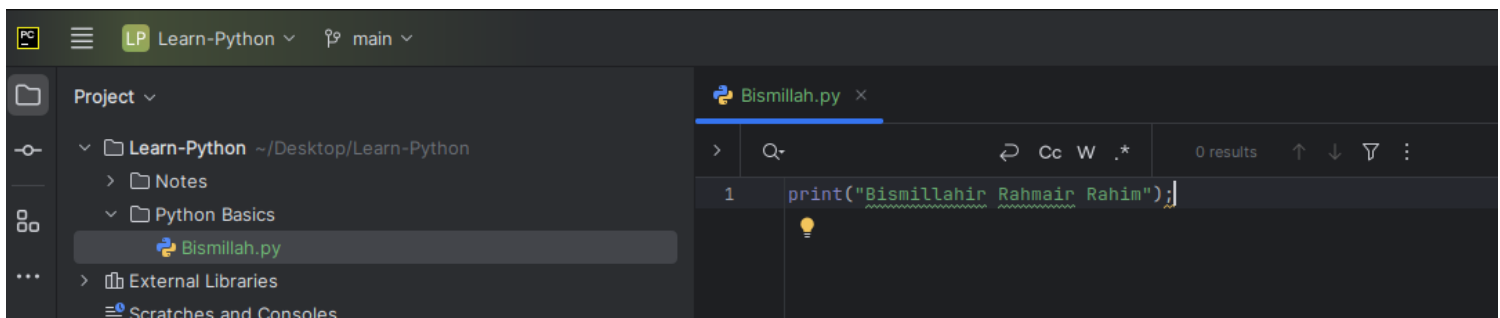 PC LP Learn-Python main
Project
Bismillah.py
Learn-Python ~/Desktop/Learn-Python
Cc W .* 0 results
Notes
1 print("Bismillahir Rahmair Rahim");
Python Basics
Bismillah.py
External Libraries
Scratches and Consoles